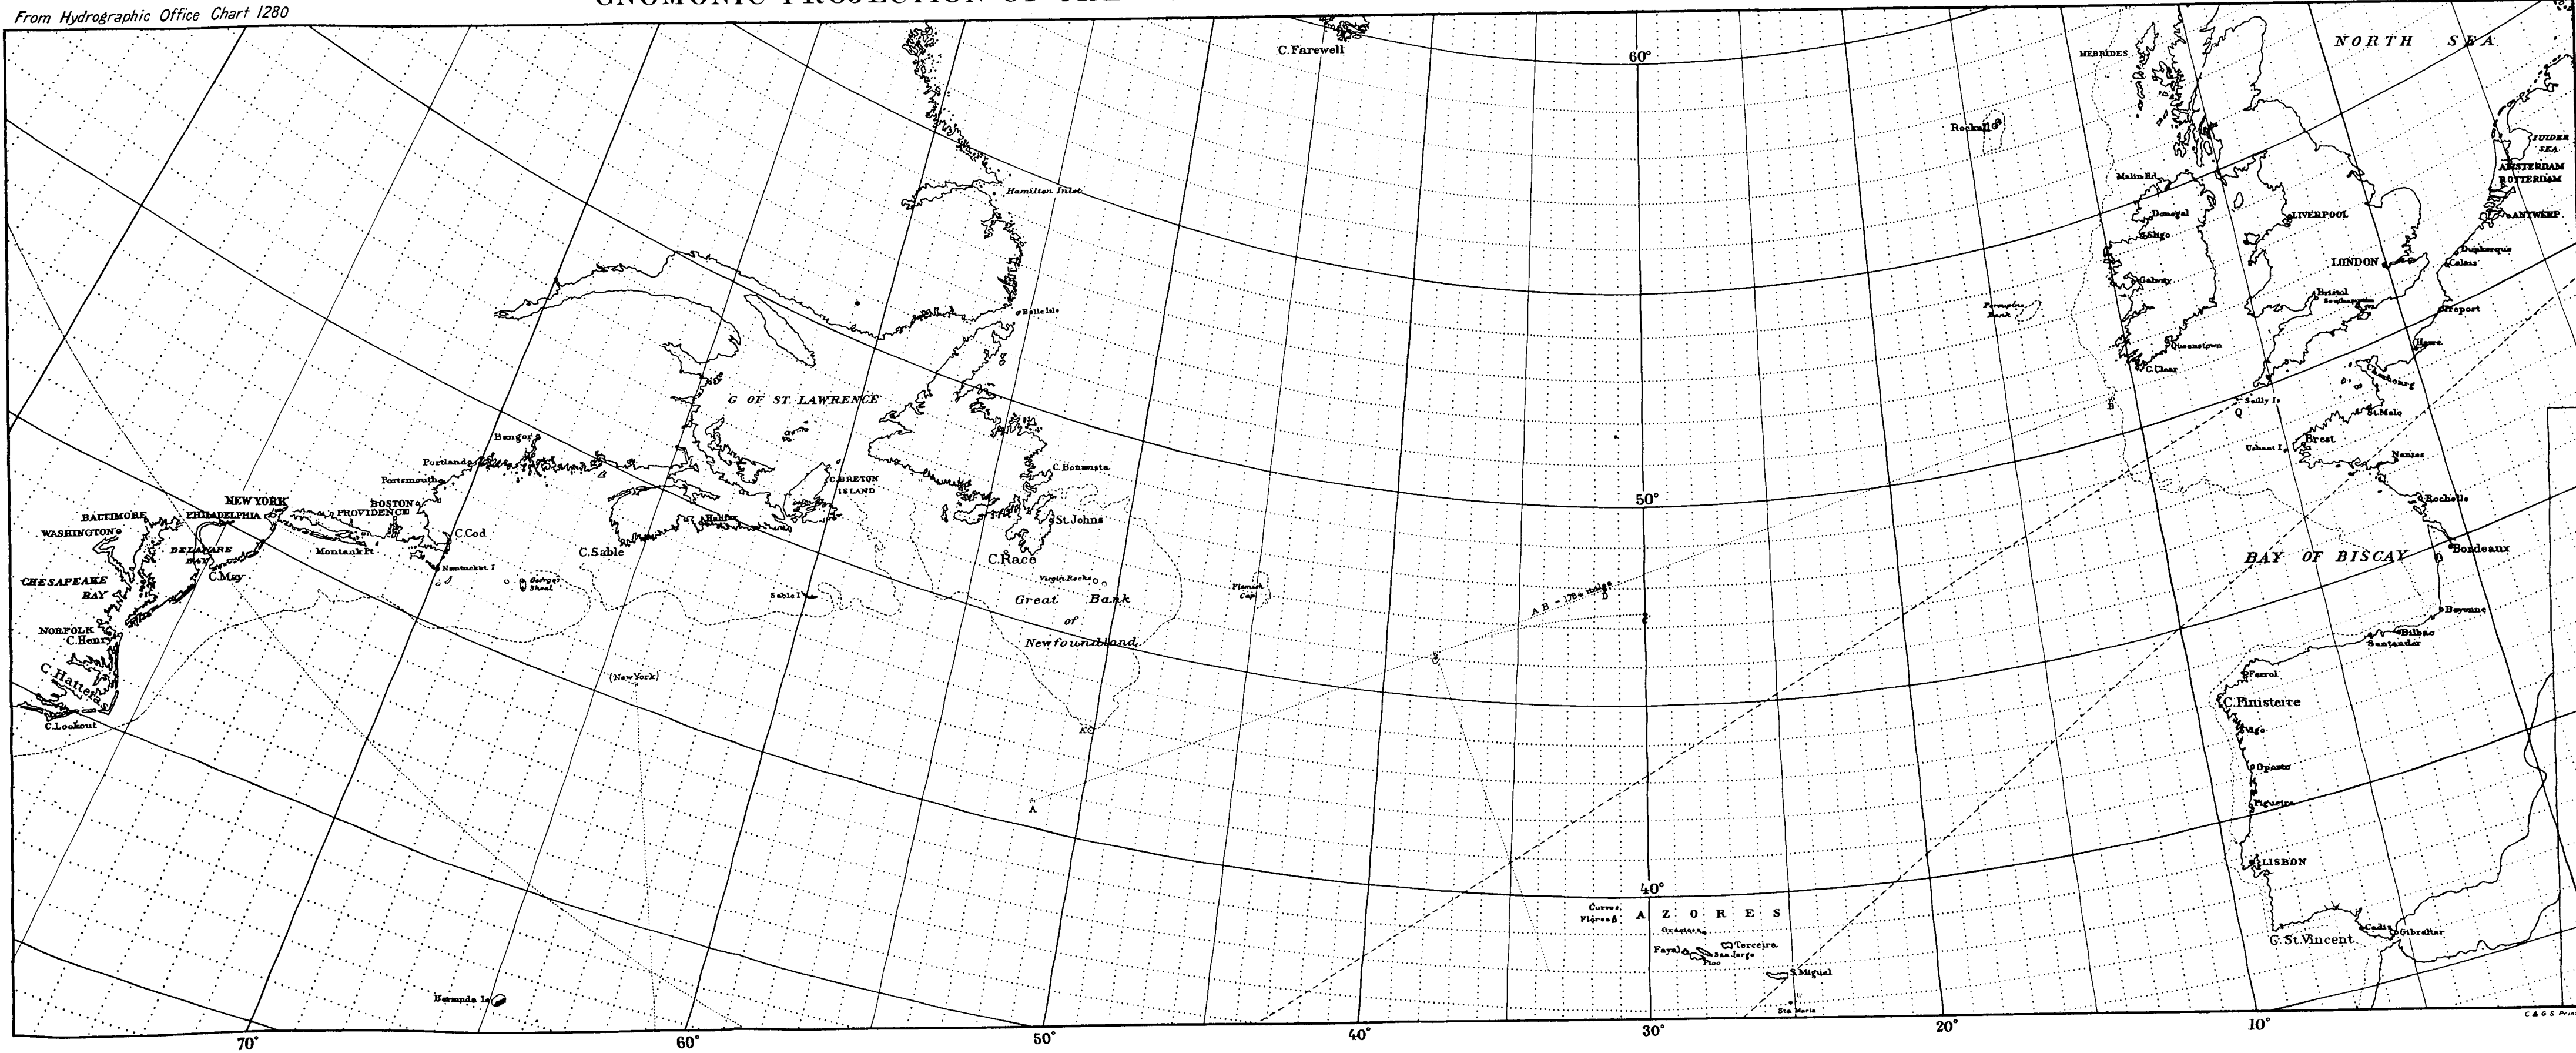 From Hydrographic Office Chart 1280
C. Farewell
60°
HEBRIDES
NORTH SEA
Rockall
ZUIDER
SEA
AMSTERDAM
ROTTERDAM
ANTWERP
Malin Hd.
Donegal
Sligo
Galway
LIVERPOOL
LONDON
Dunkerque
Calais
Hamilton Inlet
Belle Isle
Porcupine
Bank
Bristol
Southampton
Treport
Havre
Queenstown
C. Clear
Cherbourg
G OF ST. LAWRENCE
Scilly Is
Q
St. Malo
B
Brest
Ushant I.
Nantes
Bangor
Portland
Portsmouth
BOSTON
PROVIDENCE
C. Cod
Nantucket I
Montauk Pt
NEW YORK
PHILADELPHIA
BALTIMORE
WASHINGTON
DELAWARE
BAY
C. May
CHESAPEAKE
BAY
NORFOLK
C. Henry
C. Hatteras
C. Lookout
C. BRETON
ISLAND
Halifax
C. Sable
C. Bonavista
St. Johns
C. Race
50°
Rochelle
Bordeaux
BAY OF BISCAY
Bayonne
Bilbao
Santander
Georges
Shoal
Sable I
Virgin Rocks
Great Bank
of
Newfoundland
Flemish
Cap
D
(New York)
A
Ferrol
C. Finisterre
Vigo
Oporto
Figueira
LISBON
40°
Corvo
Flores
AZORES
Graciosa
Fayal
Pico
San Jorge
Terceira
S. Miguel
Sta Maria
G. St. Vincent
Cadiz
Gibraltar
Bermuda Is
70°
60°
50°
40°
30°
20°
10°